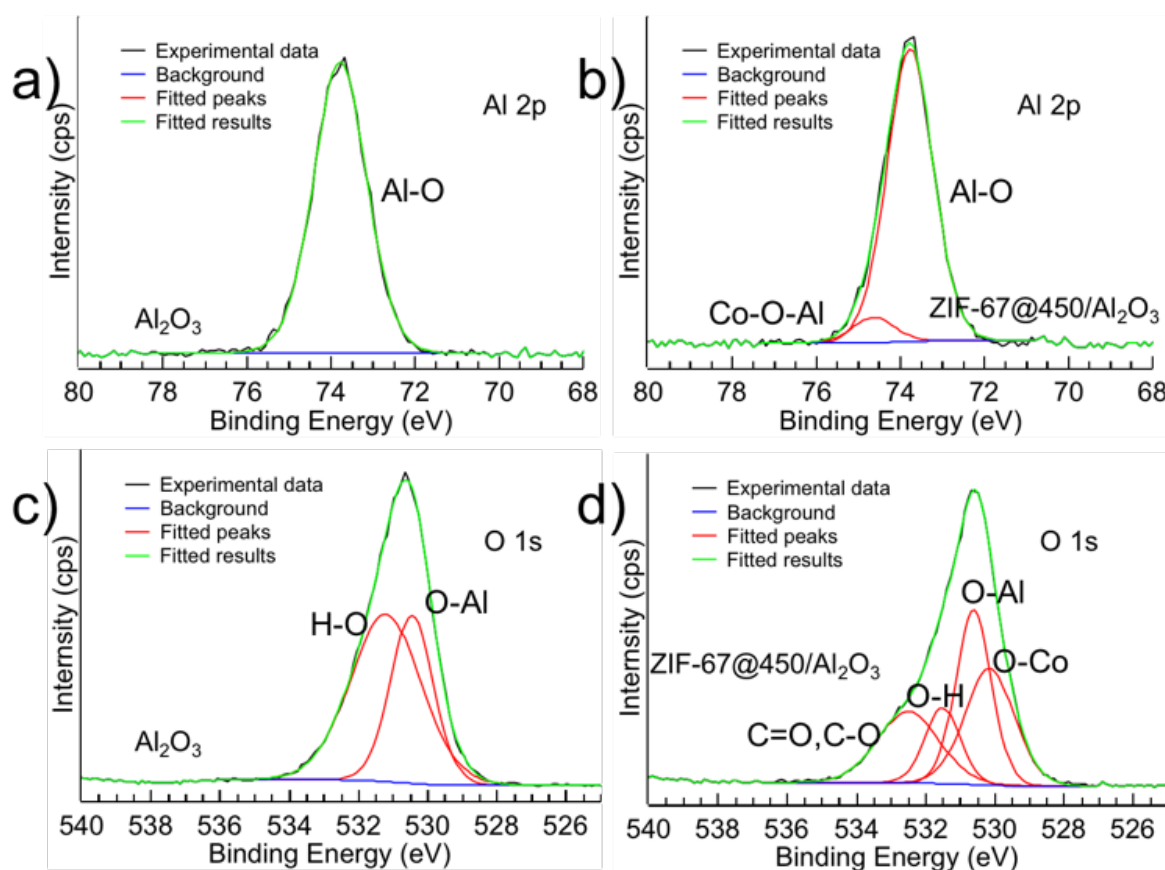 a)
Experimental data
Background
Fitted peaks
Fitted results
Al 2p
Al-O
Al₂O₃
Internsity (cps)
80 78 76 74 72 70 68
Binding Energy (eV)
b)
Experimental data
Background
Fitted peaks
Fitted results
Al 2p
Al-O
Co-O-Al
ZIF-67@450/Al₂O₃
Internsity (cps)
80 78 76 74 72 70 68
Binding Energy (eV)
c)
Experimental data
Background
Fitted peaks
Fitted results
O 1s
H-O
O-Al
Al₂O₃
Internsity (cps)
540 538 536 534 532 530 528 526
Binding Energy (eV)
d)
Experimental data
Background
Fitted peaks
Fitted results
O 1s
O-Al
ZIF-67@450/Al₂O₃
O-Co
O-H
C=O,C-O
Internsity (cps)
540 538 536 534 532 530 528 526
Binding Energy (eV)